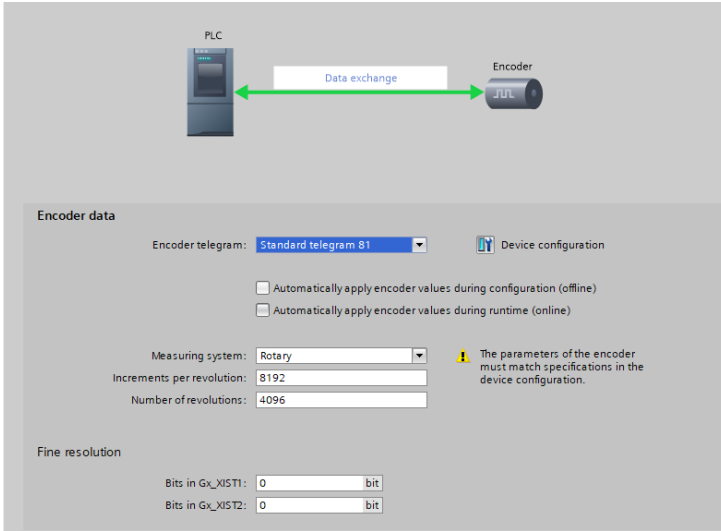 PLC
Encoder
Data exchange
Encoder data
Encoder telegram: Standard telegram 81 Device configuration
Automatically apply encoder values during configuration (offline)
Automatically apply encoder values during runtime (online)
Measuring system: Rotary
The parameters of the encoder
must match specifications in the
device configuration.
Increments per revolution: 8192
Number of revolutions: 4096
Fine resolution
Bits in Gx_XIST1: 0 bit
Bits in Gx_XIST2: 0 bit